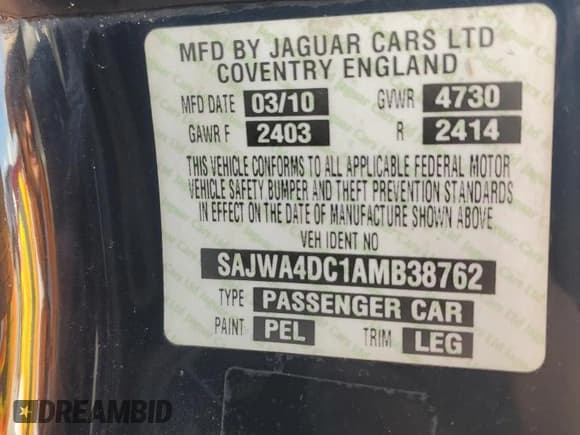 MFD BY JAGUAR CARS LTD
COVENTRY ENGLAND
MFD DATE 03/10 GVWR 4730
GAWR F 2403 R 2414
THIS VEHICLE CONFORMS TO ALL APPLICABLE FEDERAL MOTOR
VEHICLE SAFETY BUMPER AND THEFT PREVENTION STANDARDS
IN EFFECT ON THE DATE OF MANUFACTURE SHOWN ABOVE
VEH IDENT NO
SAJWA4DC1AMB38762
TYPE PASSENGER CAR
PAINT PEL TRIM LEG
DREAMBID